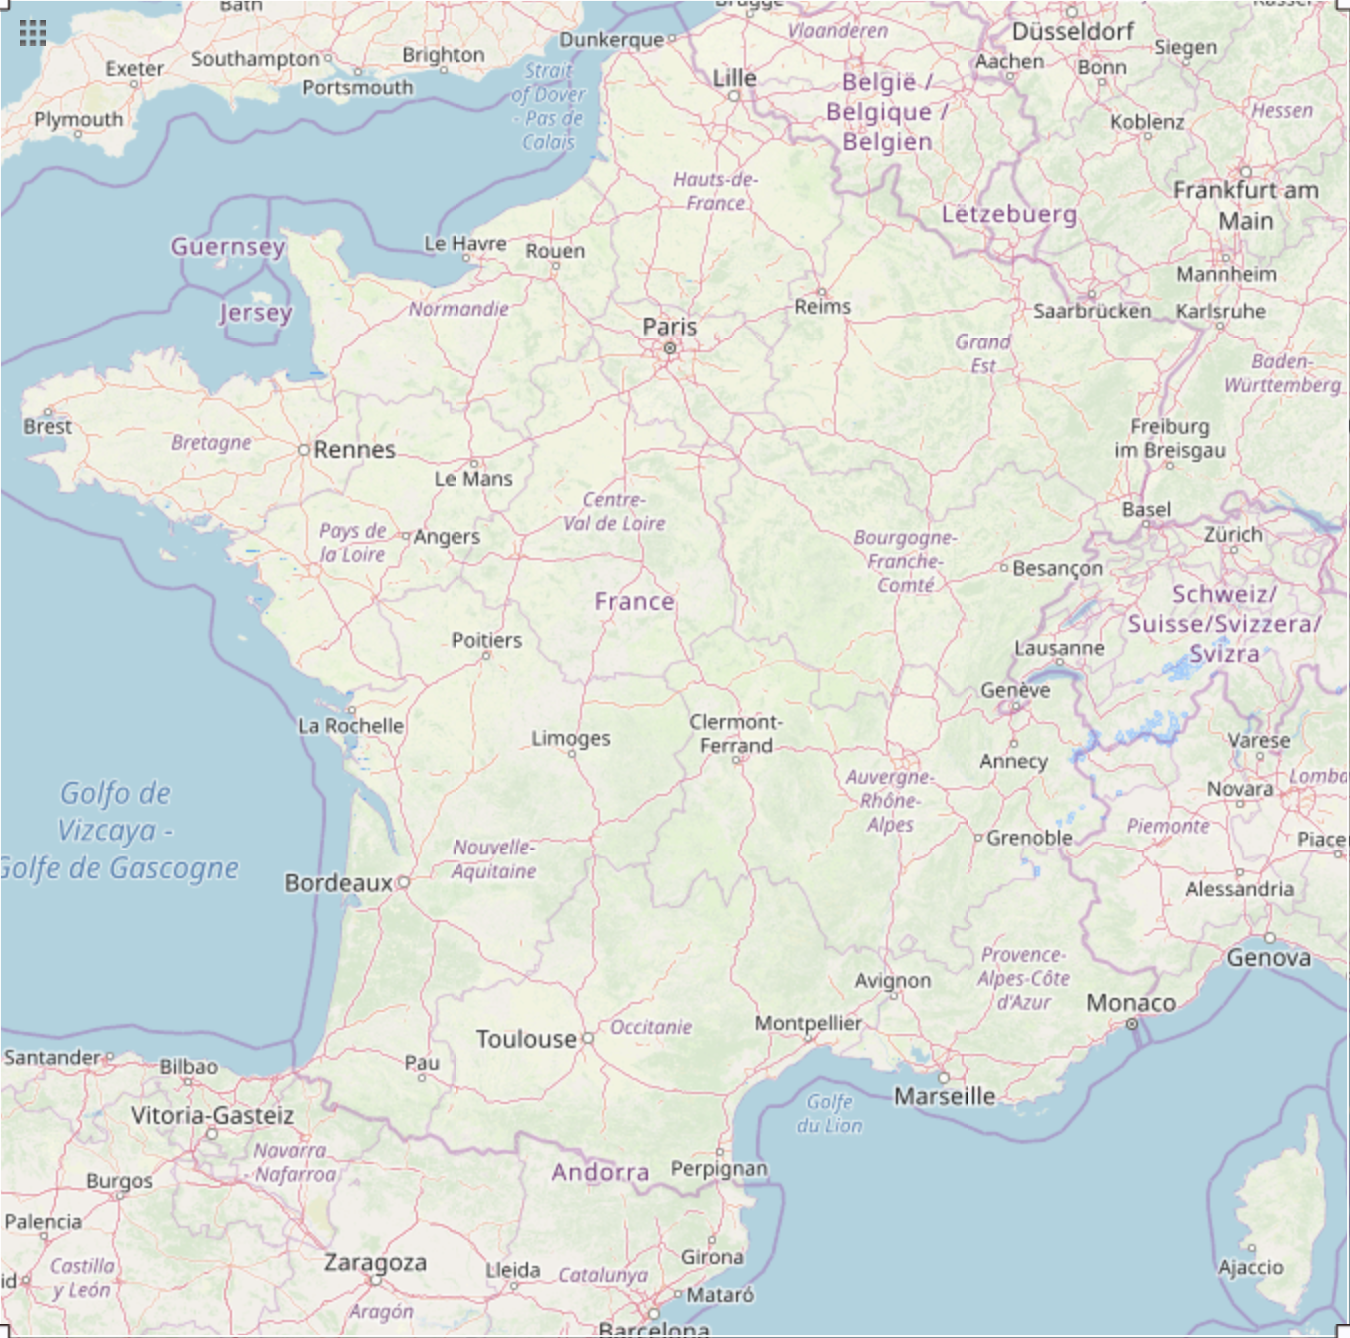 Bath
Brugge
Kassel
Dunkerque
Vlaanderen
Düsseldorf
Southampton
Brighton
Exeter
Portsmouth
Plymouth
Strait
of Dover
- Pas de
Calais
Lille
België /
Belgique /
Belgien
Aachen
Bonn
Siegen
Koblenz
Hessen
Hauts-de-
France
Lëtzebuerg
Frankfurt am
Main
Guernsey
Jersey
Le Havre
Rouen
Normandie
Reims
Paris
Mannheim
Saarbrücken
Karlsruhe
Grand
Est
Baden-
Württemberg
Brest
Bretagne
Rennes
Le Mans
Freiburg
im Breisgau
Centre-
Val de Loire
Pays de
la Loire
Angers
Bourgogne-
Franche-
Comté
Basel
Zürich
Besançon
France
Schweiz/
Suisse/Svizzera/
Svizra
Poitiers
Lausanne
Genève
La Rochelle
Limoges
Clermont-
Ferrand
Annecy
Varese
Golfo de
Vizcaya -
Golfe de Gascogne
Auvergne-
Rhône-
Alpes
Novara
Lomba
Grenoble
Piemonte
Piace
Nouvelle-
Aquitaine
Bordeaux
Alessandria
Genova
Avignon
Provence-
Alpes-Côte
d'Azur
Monaco
Toulouse
Occitanie
Montpellier
Santander
Bilbao
Pau
Marseille
Vitoria-Gasteiz
Golfe
du Lion
Navarra
- Nafarroa
Andorra
Perpignan
Burgos
Palencia
Zaragoza
Lleida
Girona
Catalunya
Castilla
y León
id
Ajaccio
Mataró
Aragón
Barcelona